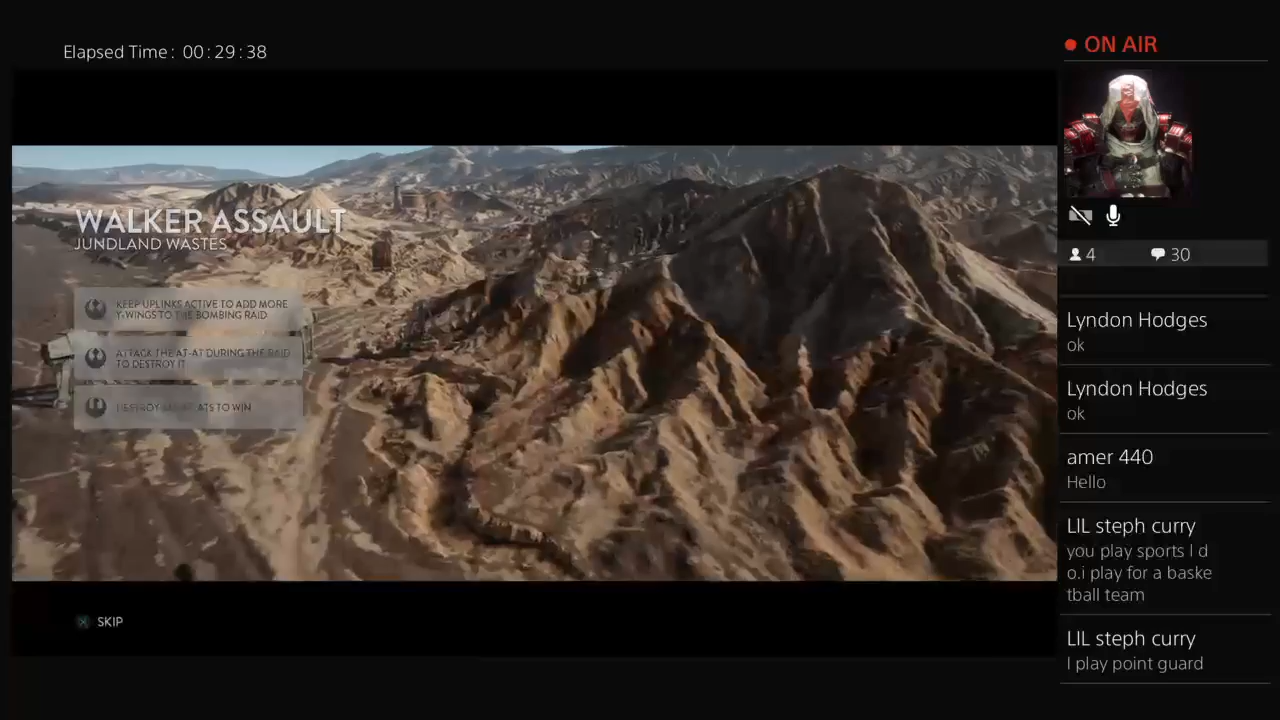 Elapsed Time: 00:29:38
ON AIR
WALKER ASSAULT
JUNDLAND WASTES
KEEP UPLINKS ACTIVE TO ADD MORE
Y-WINGS TO THE BOMBING RAID
ATTACK THE AT-AT DURING THE RAID
TO DESTROY IT
DESTROY ATS TO WIN
SKIP
4
30
Lyndon Hodges
ok
Lyndon Hodges
ok
amer 440
Hello
LIL steph curry
you play sports I d
o.i play for a baske
tball team
LIL steph curry
I play point guard